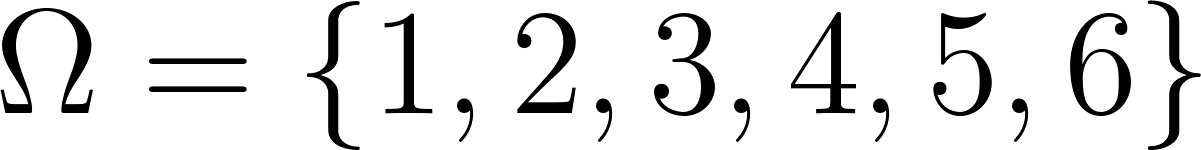 Ω = {1, 2, 3, 4, 5, 6}